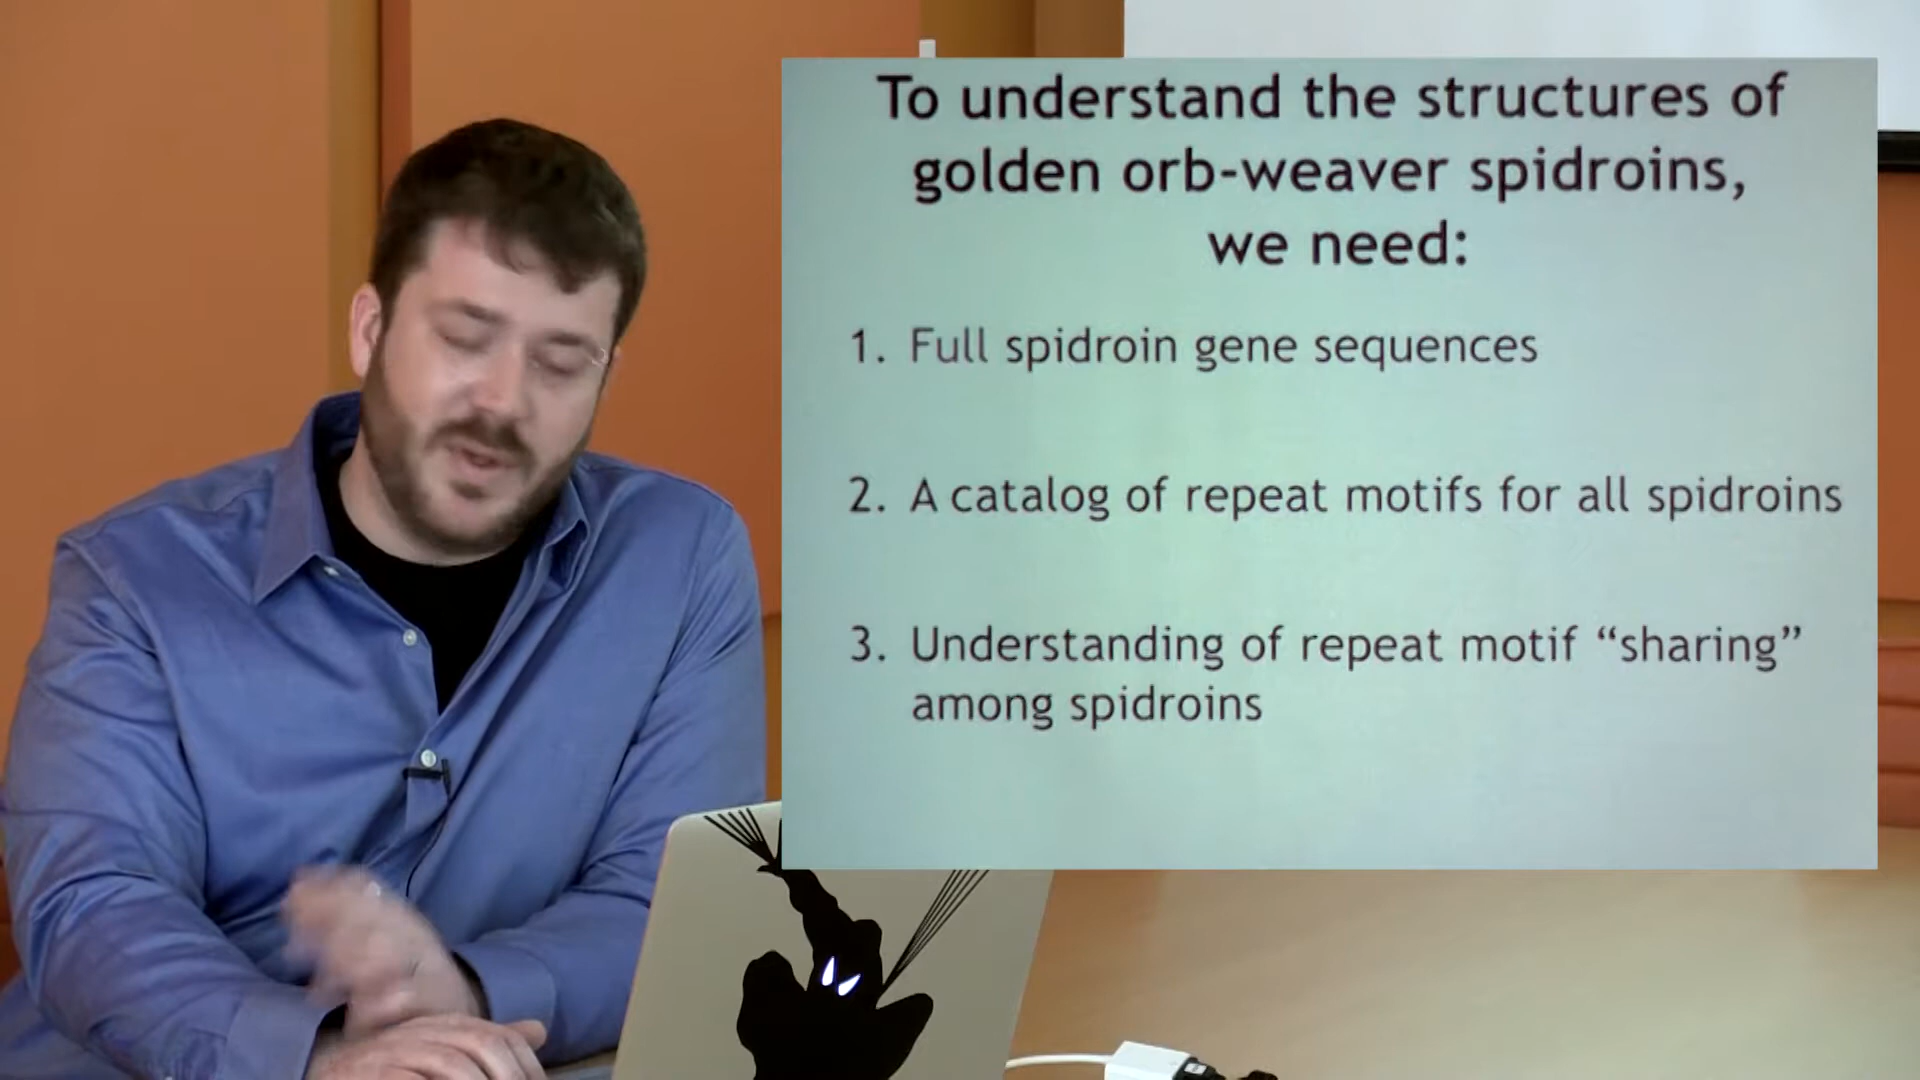 To understand the structures of
golden orb-weaver spidroins,
we need:
1. Full spidroin gene sequences
2. A catalog of repeat motifs for all spidroins
3. Understanding of repeat motif “sharing”
among spidroins